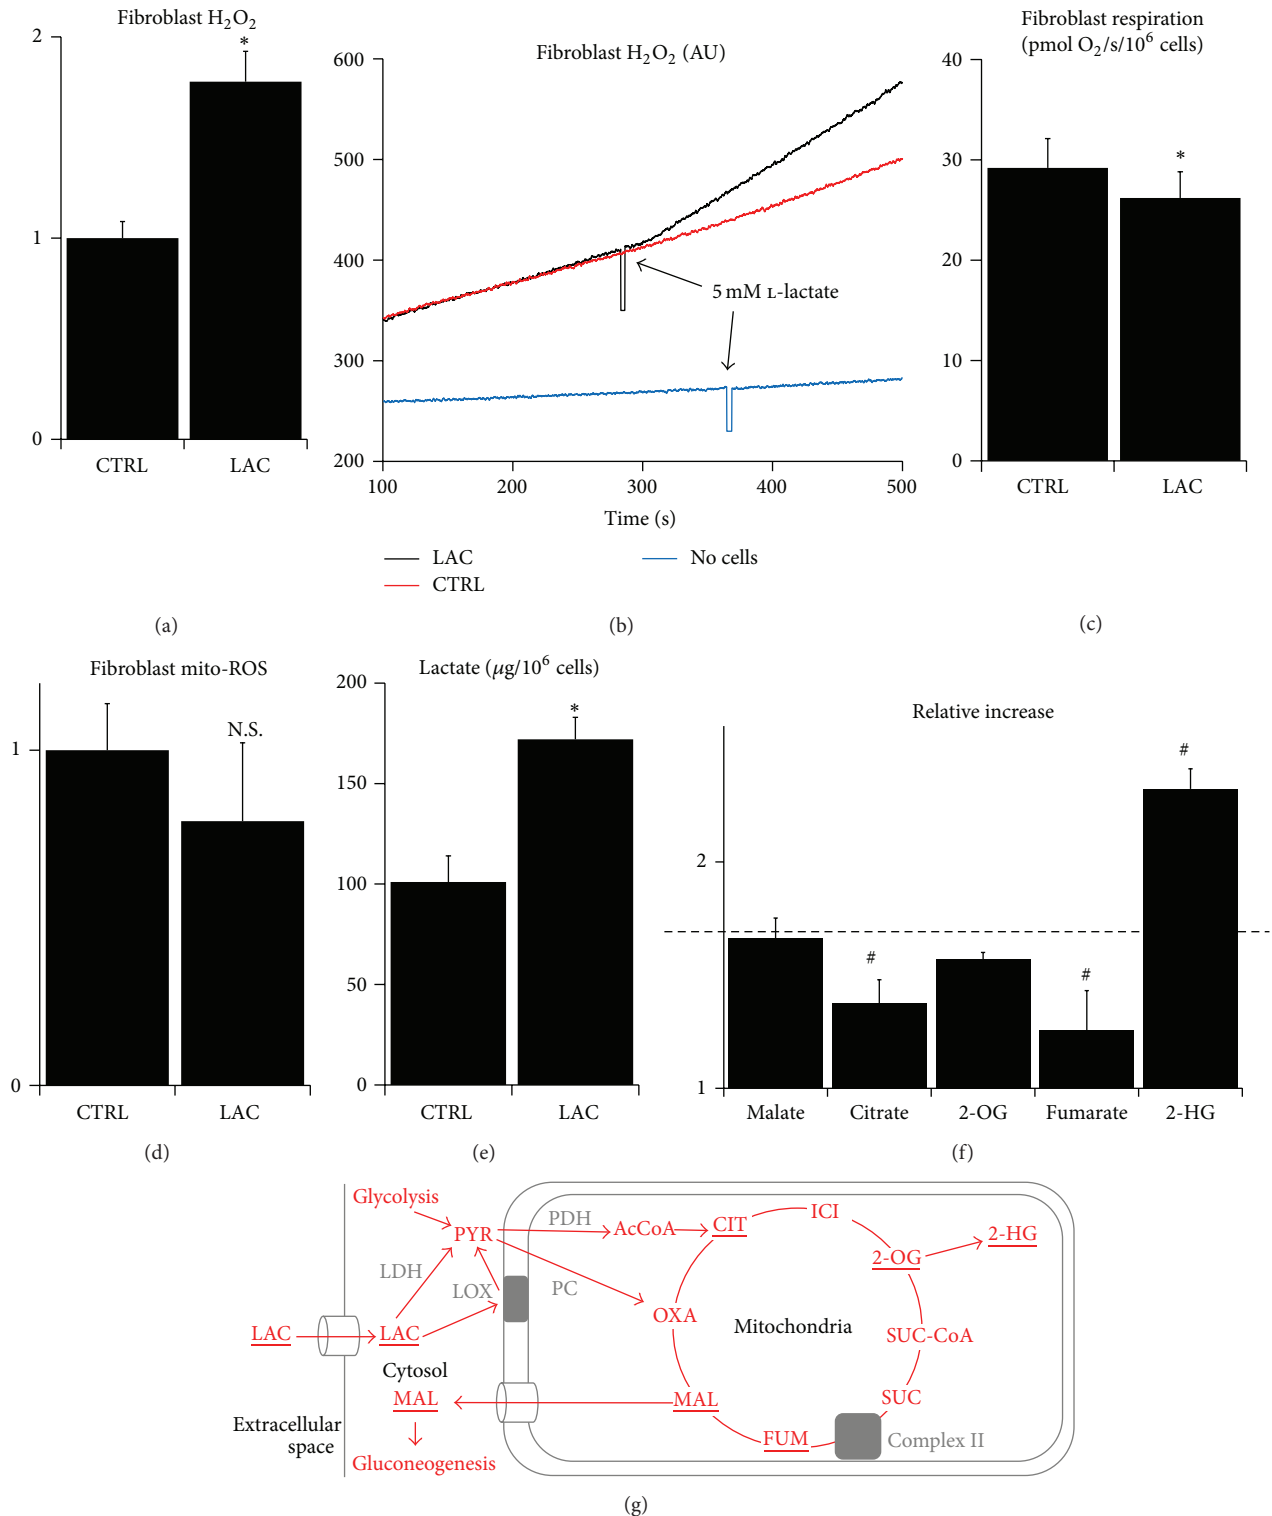 Fibroblast H₂O₂
2
1
0
*
CTRL
LAC
(a)
Fibroblast H₂O₂ (AU)
600
500
400
300
200
5 mM ʟ-lactate
100
200
300
400
500
Time (s)
LAC
CTRL
No cells
(b)
Fibroblast respiration
(pmol O₂/s/10⁶ cells)
40
30
20
10
0
*
CTRL
LAC
(c)
Fibroblast mito-ROS
1
0
N.S.
CTRL
LAC
(d)
Lactate (μg/10⁶ cells)
200
150
100
50
0
*
CTRL
LAC
(e)
Relative increase
2
1
#
#
#
Malate
Citrate
2-OG
Fumarate
2-HG
(f)
Glycolysis
PYR
PDH
AcCoA
CIT
ICI
2-OG
2-HG
LDH
LOX
PC
OXA
Mitochondria
SUC-CoA
LAC
LAC
Cytosol
MAL
MAL
SUC
FUM
Complex II
Extracellular
space
Gluconeogenesis
(g)